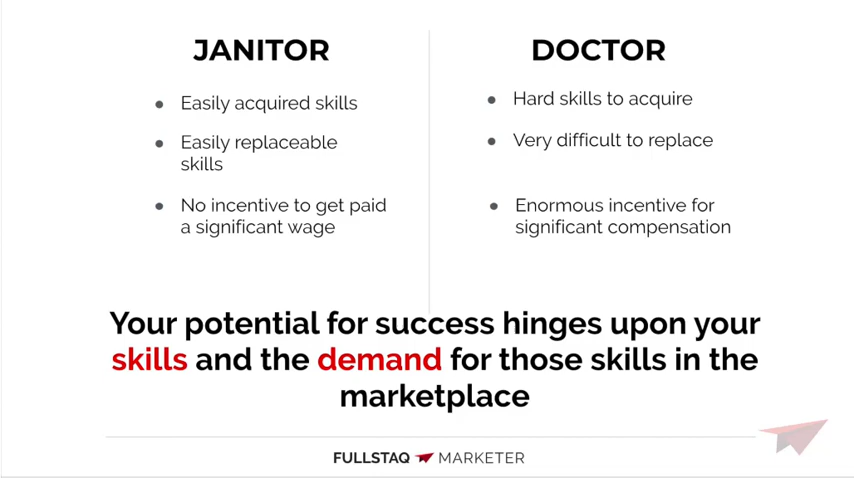 JANITOR
Easily acquired skills
Easily replaceable
skills
No incentive to get paid
a significant wage
DOCTOR
Hard skills to acquire
Very difficult to replace
Enormous incentive for
significant compensation
Your potential for success hinges upon your
skills and the demand for those skills in the
marketplace
FULLSTAQ MARKETER